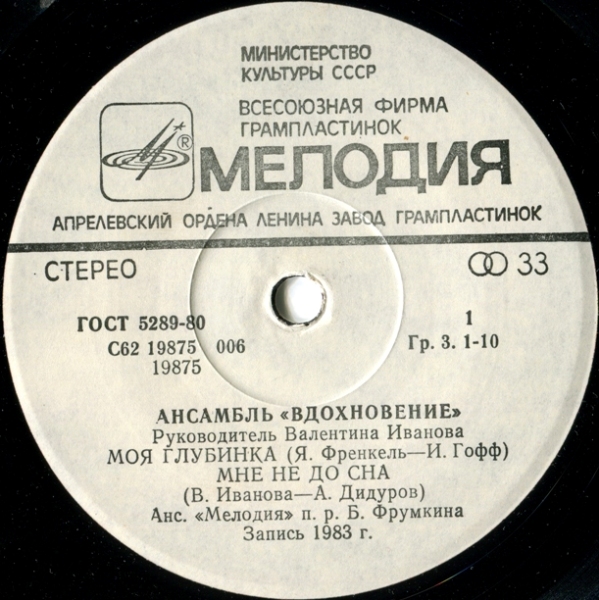 МИНИСТЕРСТВО
КУЛЬТУРЫ СССР
ВСЕСОЮЗНАЯ ФИРМА
ГРАМПЛАСТИНОК
®
МЕЛОДИЯ
АПРЕЛЕВСКИЙ ОРДЕНА ЛЕНИНА ЗАВОД ГРАМПЛАСТИНОК
СТЕРЕО 33
ГОСТ 5289-80 1
С62 19875 006 Гр. 3. 1-10
19875
АНСАМБЛЬ «ВДОХНОВЕНИЕ»
Руководитель Валентина Иванова
МОЯ ГЛУБИНКА (Я. Френкель—И. Гофф)
МНЕ НЕ ДО СНА
(В. Иванова—А. Дидуров)
Анс. «Мелодия» п. р. Б. Фрумкина
Запись 1983 г.